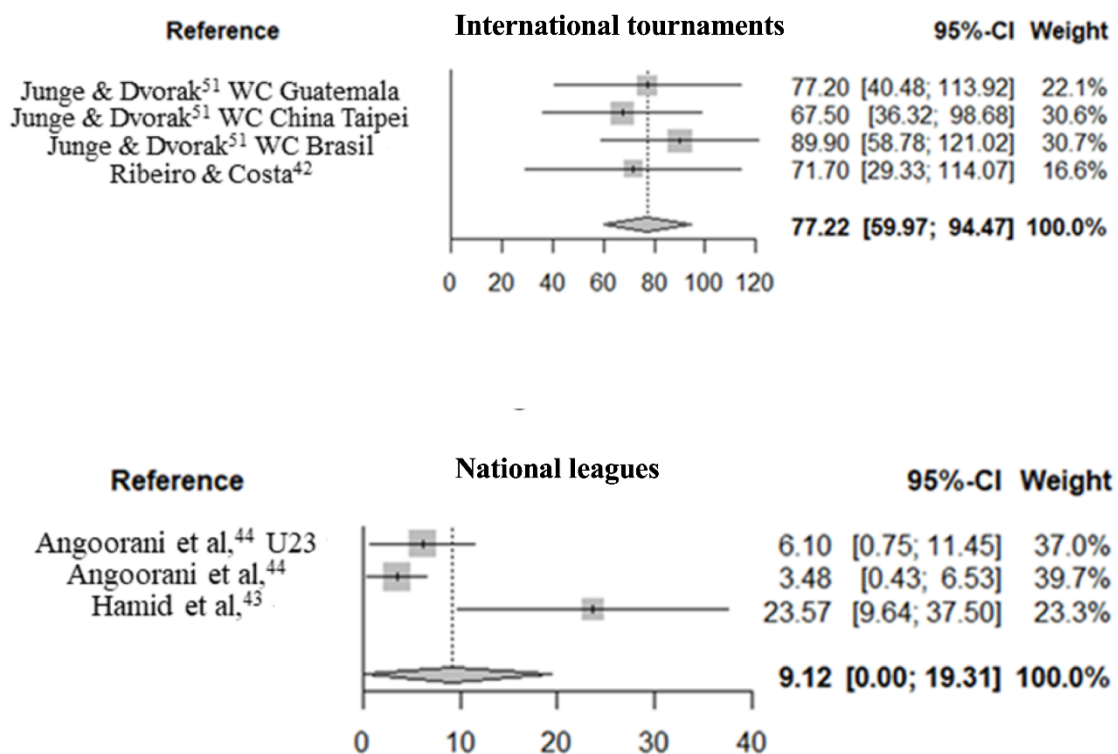 Reference International tournaments 95%-CI Weight
Junge & Dvorak⁵¹ WC Guatemala 77.20 [40.48; 113.92] 22.1%
Junge & Dvorak⁵¹ WC China Taipei 67.50 [36.32; 98.68] 30.6%
Junge & Dvorak⁵¹ WC Brasil 89.90 [58.78; 121.02] 30.7%
Ribeiro & Costa⁴² 71.70 [29.33; 114.07] 16.6%
77.22 [59.97; 94.47] 100.0%
0 20 40 60 80 100 120
Reference National leagues 95%-CI Weight
Angoorani et al,⁴⁴ U23 6.10 [0.75; 11.45] 37.0%
Angoorani et al,⁴⁴ 3.48 [0.43; 6.53] 39.7%
Hamid et al,⁴³ 23.57 [9.64; 37.50] 23.3%
9.12 [0.00; 19.31] 100.0%
0 10 20 30 40